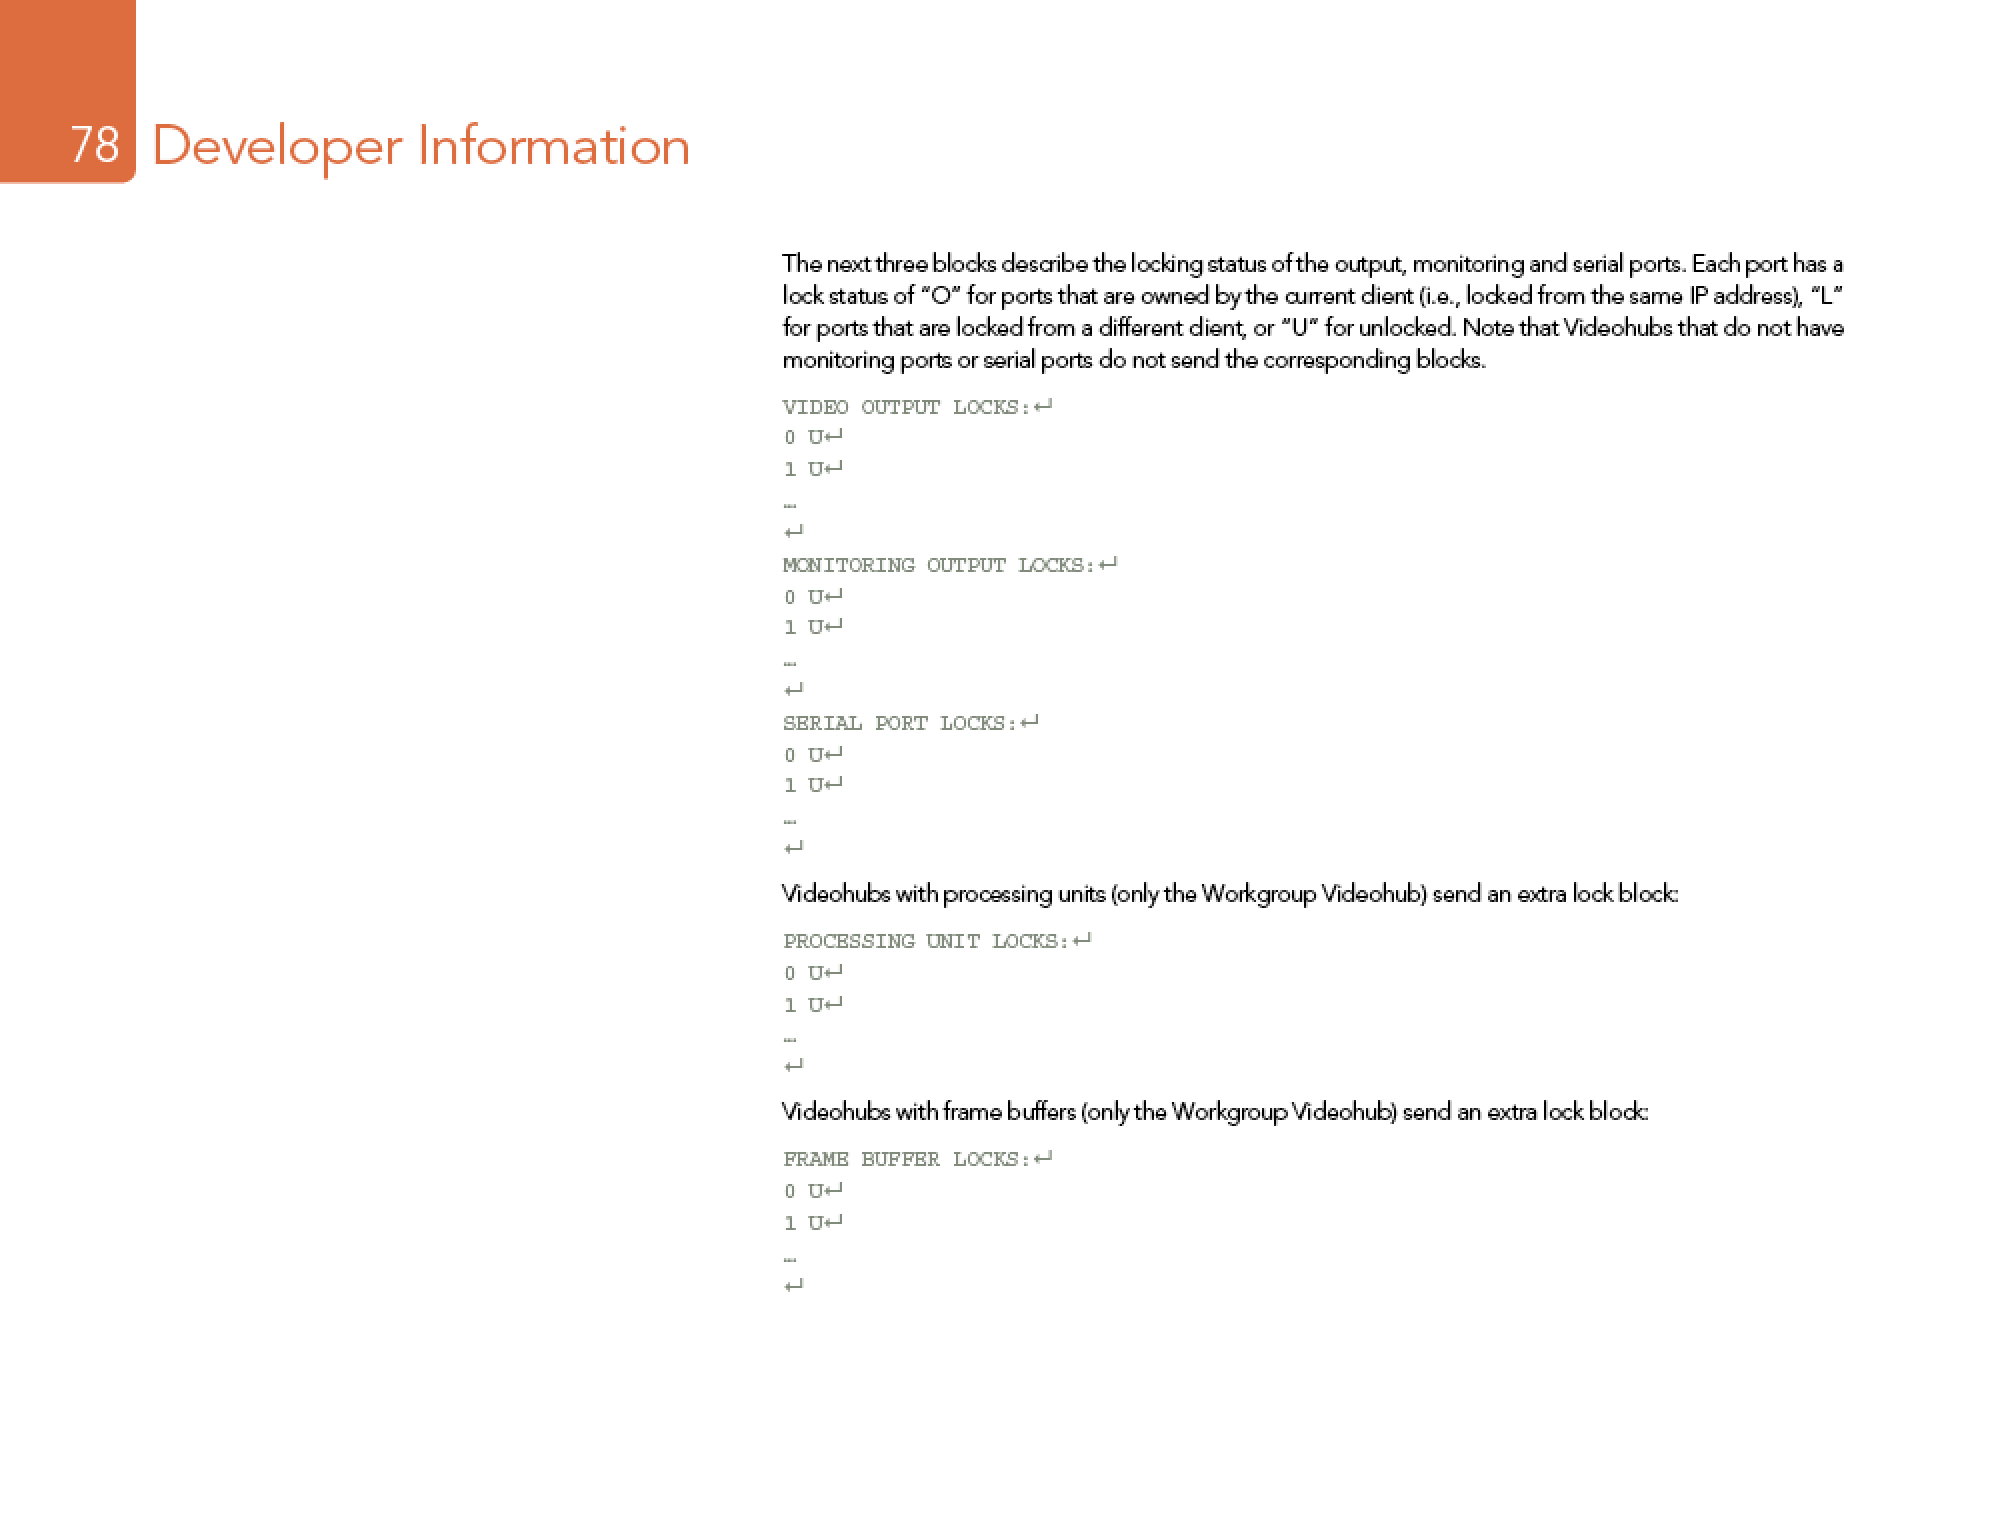 78 Developer Information
The next three blocks describe the locking status of the output, monitoring and serial ports. Each port has a
lock status of “O” for ports that are owned by the current client (i.e., locked from the same IP address), “L”
for ports that are locked from a different client, or “U” for unlocked. Note that Videohubs that do not have
monitoring ports or serial ports do not send the corresponding blocks.
VIDEO OUTPUT LOCKS:↵
0 U↵
1 U↵
…
↵
MONITORING OUTPUT LOCKS:↵
0 U↵
1 U↵
…
↵
SERIAL PORT LOCKS:↵
0 U↵
1 U↵
…
↵
Videohubs with processing units (only the Workgroup Videohub) send an extra lock block:
PROCESSING UNIT LOCKS:↵
0 U↵
1 U↵
…
↵
Videohubs with frame buffers (only the Workgroup Videohub) send an extra lock block:
FRAME BUFFER LOCKS:↵
0 U↵
1 U↵
…
↵